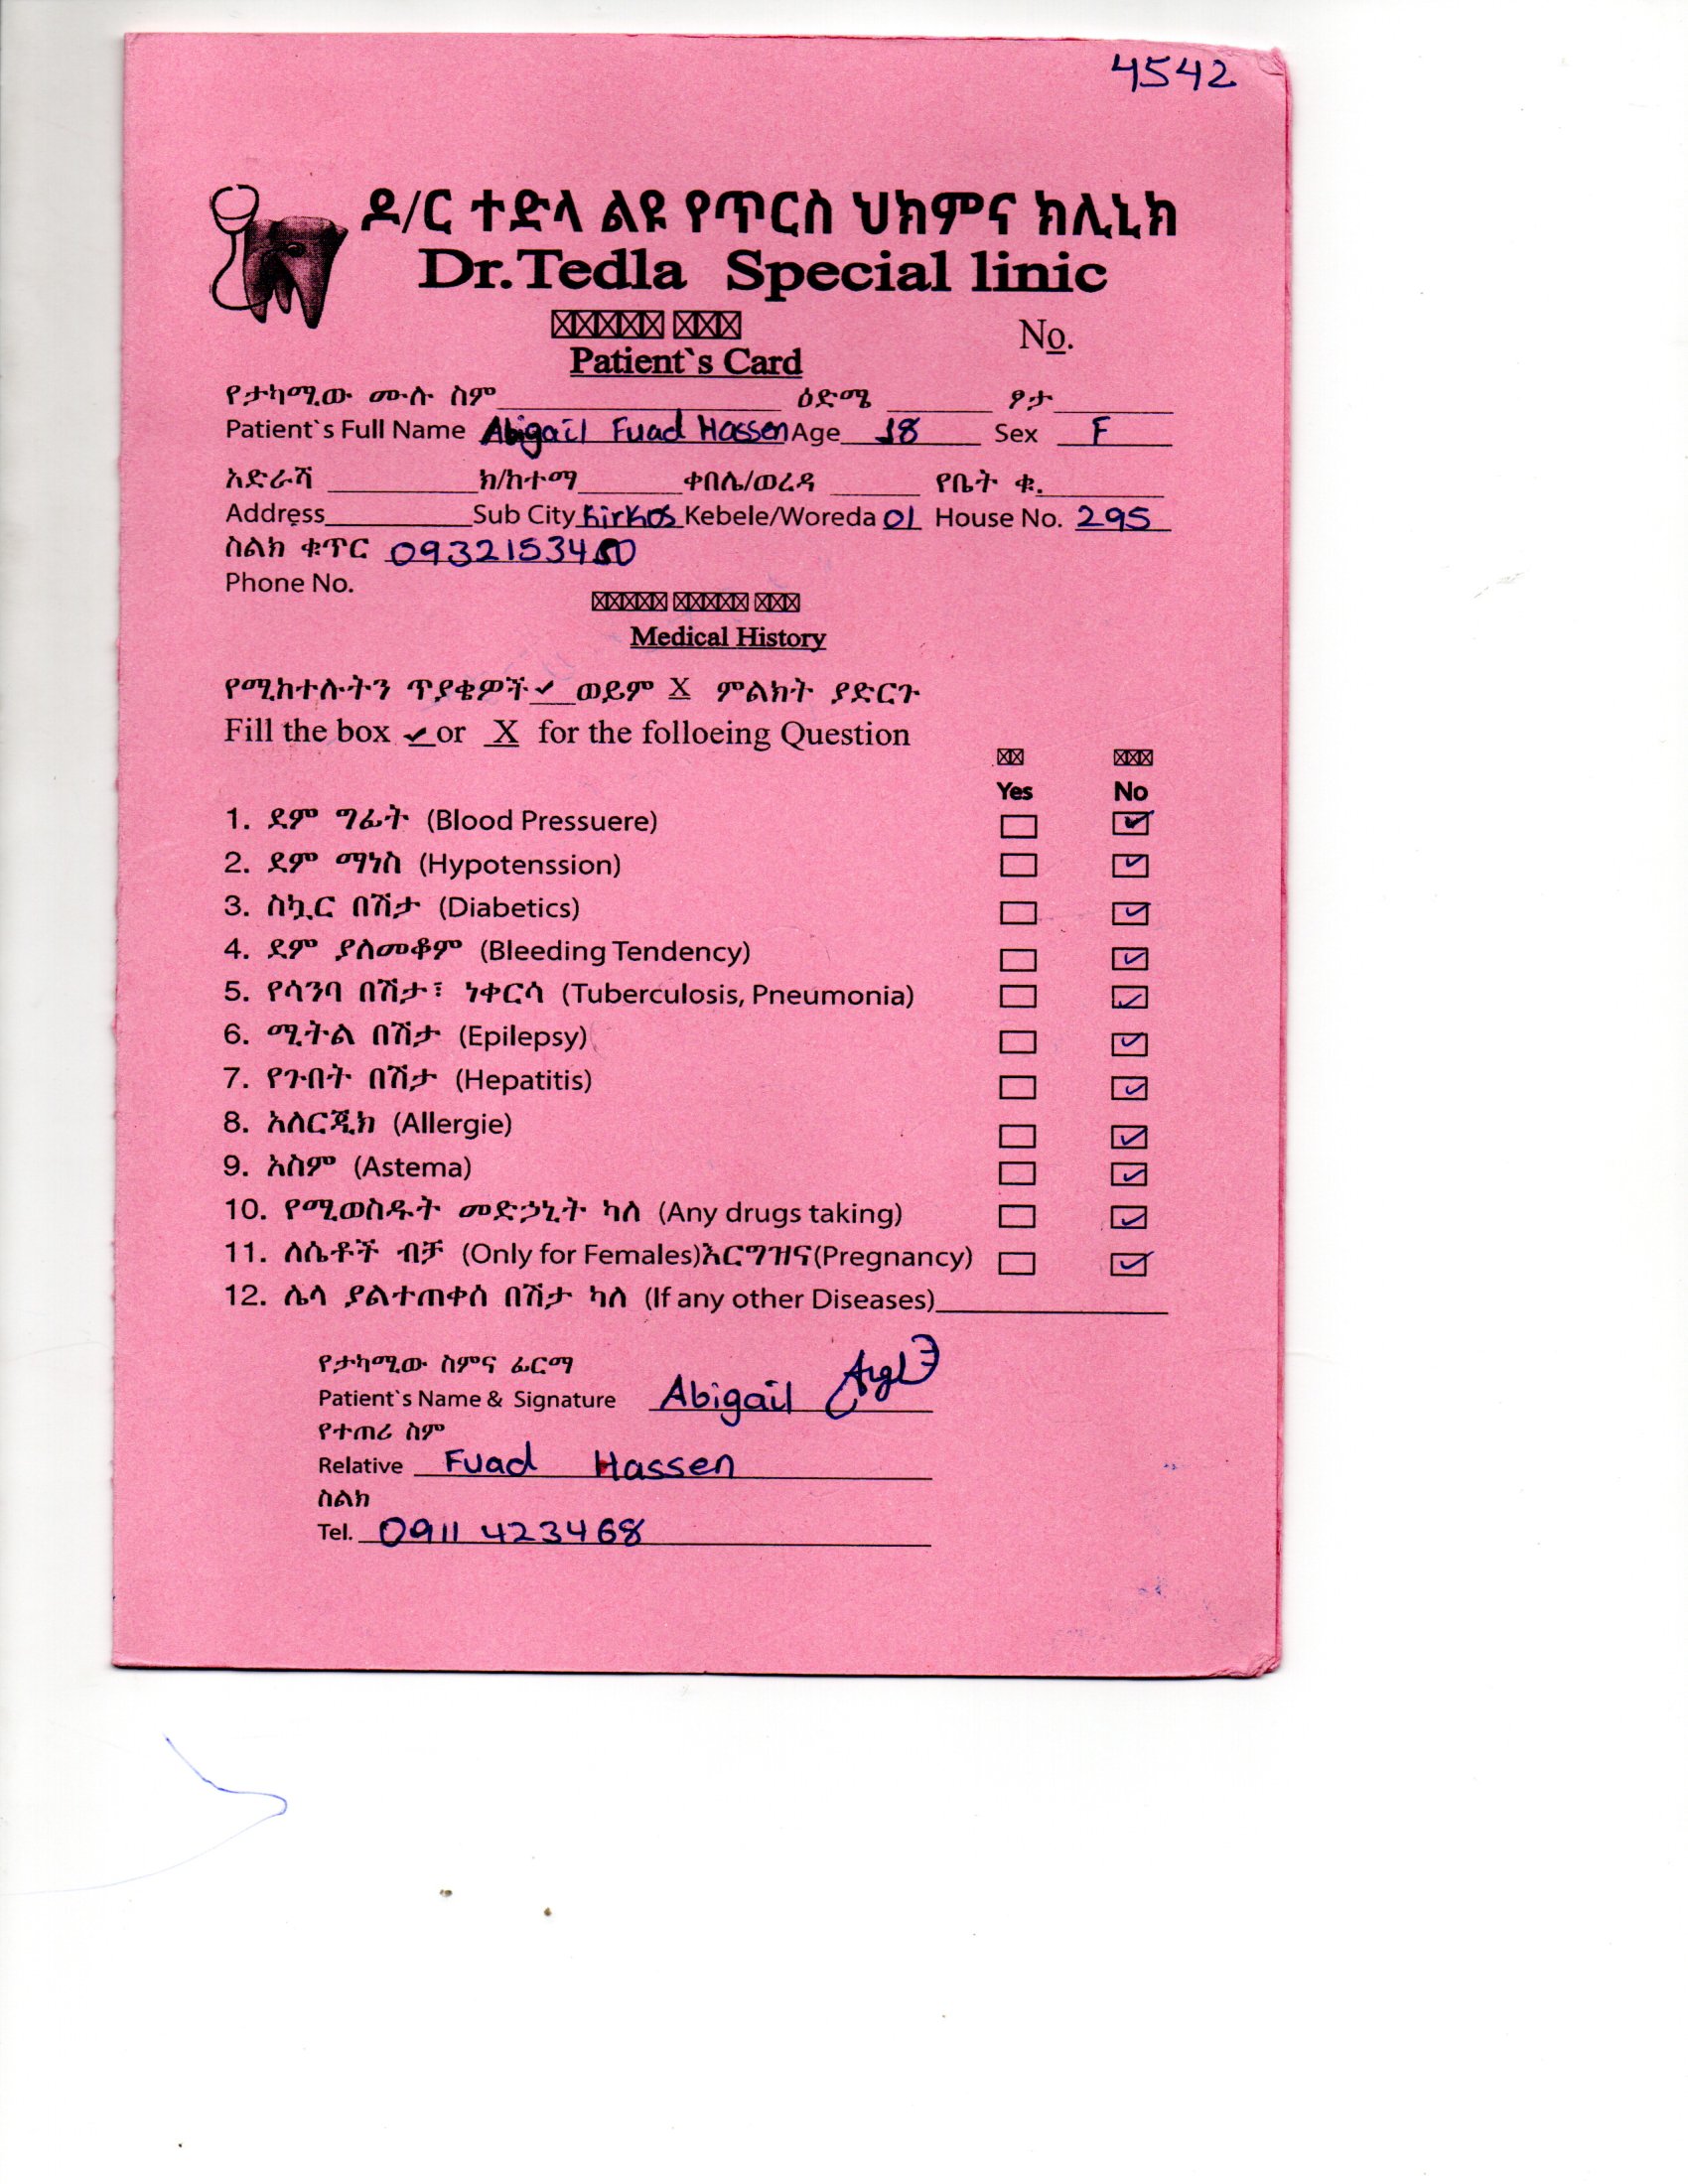 4542
ዶ/ር ተድላ ልዩ የጥርስ ህክምና ክሊኒክ
Dr.Tedla Special linic
No.
Patient`s Card
የታካሚው ሙሉ ስም ዕድሜ ፆታ
Patient`s Full Name Abigail Fuad Hassen Age 18 Sex F
አድራሻ ክ/ከተማ ቀበሌ/ወረዳ የቤት ቁ.
Address Sub City Kirkos Kebele/Woreda 01 House No. 295
ስልክ ቁጥር
Phone No.
Medical History
የሚከተሉትን ጥያቄዎች ✓ ወይም X ምልክት ያድርጉ
Fill the box ✓ or X for the folloeing Question
Yes No
1. ደም ግፊት (Blood Pressuere) ✓
2. ደም ማነስ (Hypotenssion) ✓
3. ስኳር በሽታ (Diabetics) ✓
4. ደም ያለመቆም (Bleeding Tendency) ✓
5. የሳንባ በሽታ፣ ነቀርሳ (Tuberculosis, Pneumonia) ✓
6. ሚትል በሽታ (Epilepsy) ✓
7. የጉበት በሽታ (Hepatitis) ✓
8. አለርጂክ (Allergie) ✓
9. አስም (Astema) ✓
10. የሚወስዱት መድኃኒት ካለ (Any drugs taking) ✓
11. ለሴቶች ብቻ (Only for Females)እርግዝና(Pregnancy) ✓
12. ሌላ ያልተጠቀሰ በሽታ ካለ (If any other Diseases)
የታካሚው ስምና ፊርማ
Patient`s Name & Signature Abigail
የተጠሪ ስም
Relative Fuad Hassen
ስልክ
Tel. 0911 423468